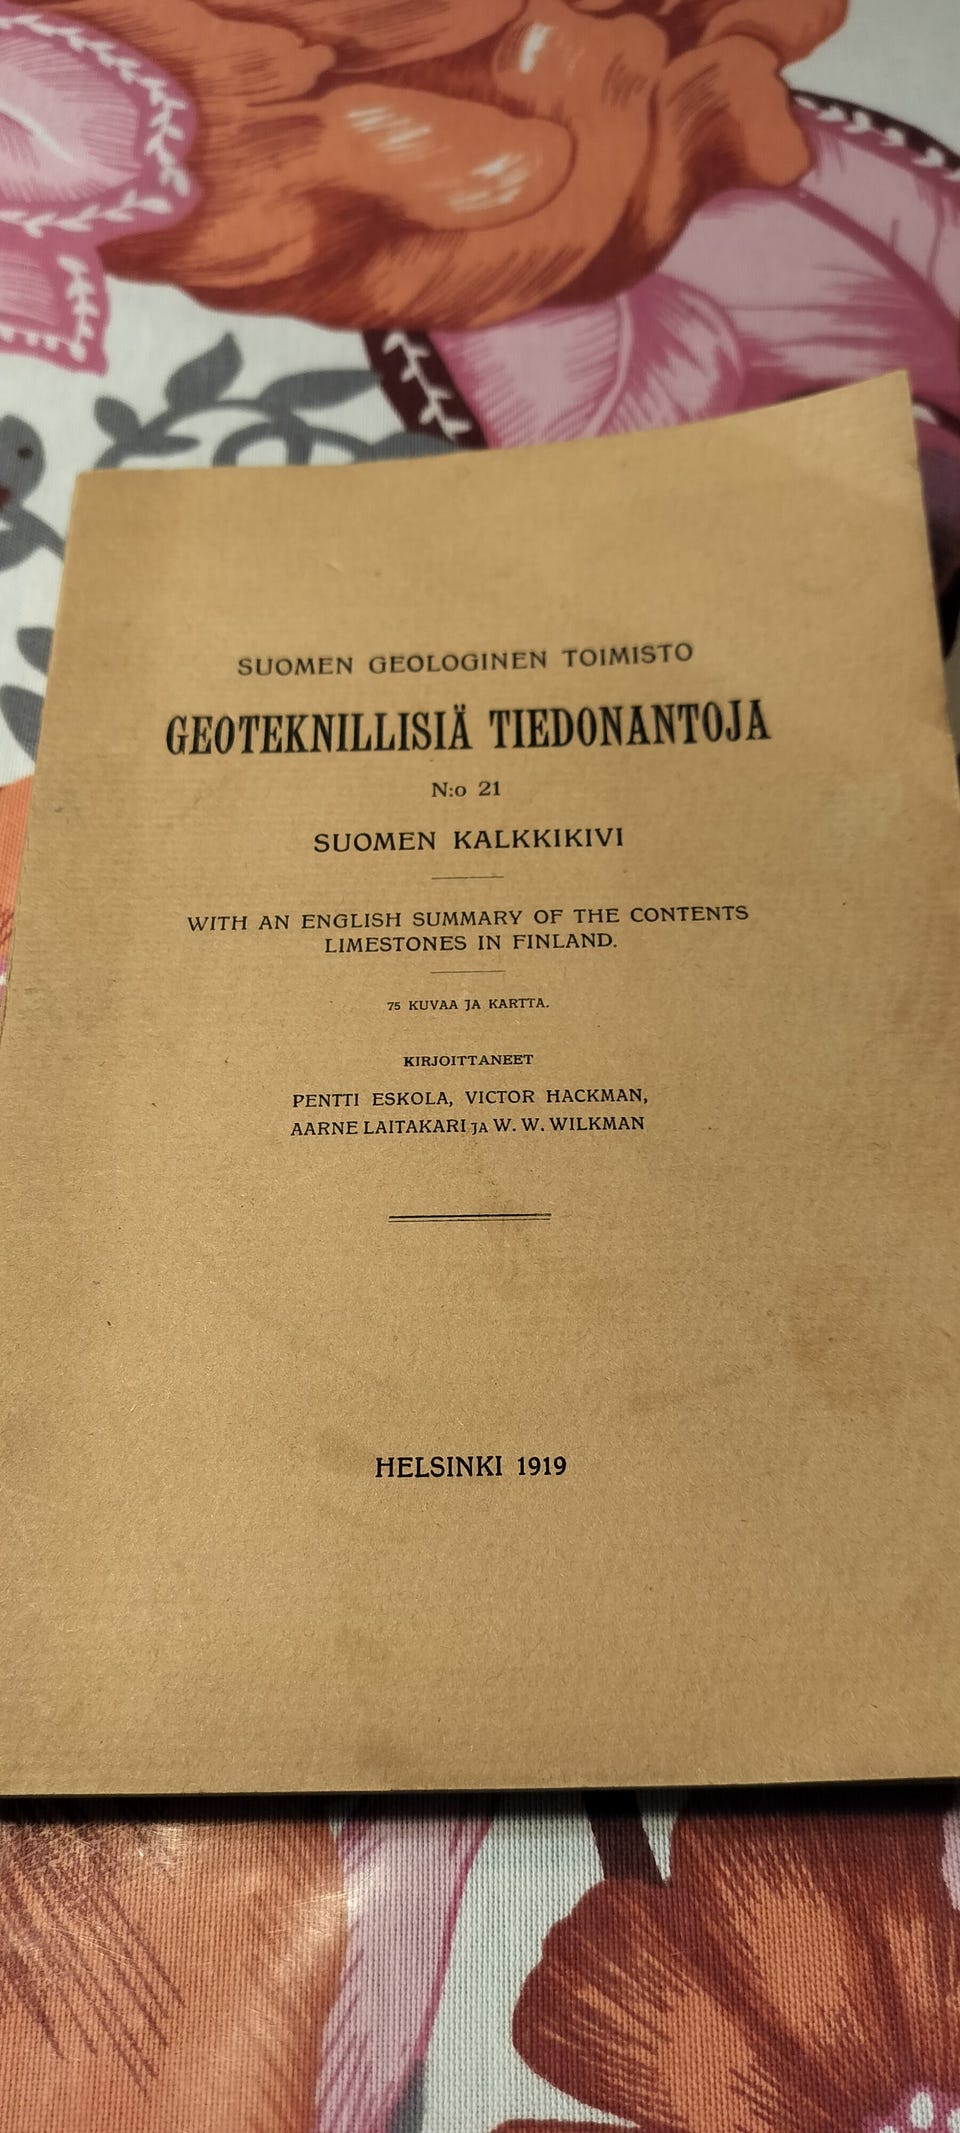 SUOMEN GEOLOGINEN TOIMISTO
GEOTEKNILLISIÄ TIEDONANTOJA
N:o 21
SUOMEN KALKKIKIVI
WITH AN ENGLISH SUMMARY OF THE CONTENTS
LIMESTONES IN FINLAND.
75 KUVAA JA KARTTA.
KIRJOITTANEET
PENTTI ESKOLA, VICTOR HACKMAN,
AARNE LAITAKARI JA W. W. WILKMAN
HELSINKI 1919